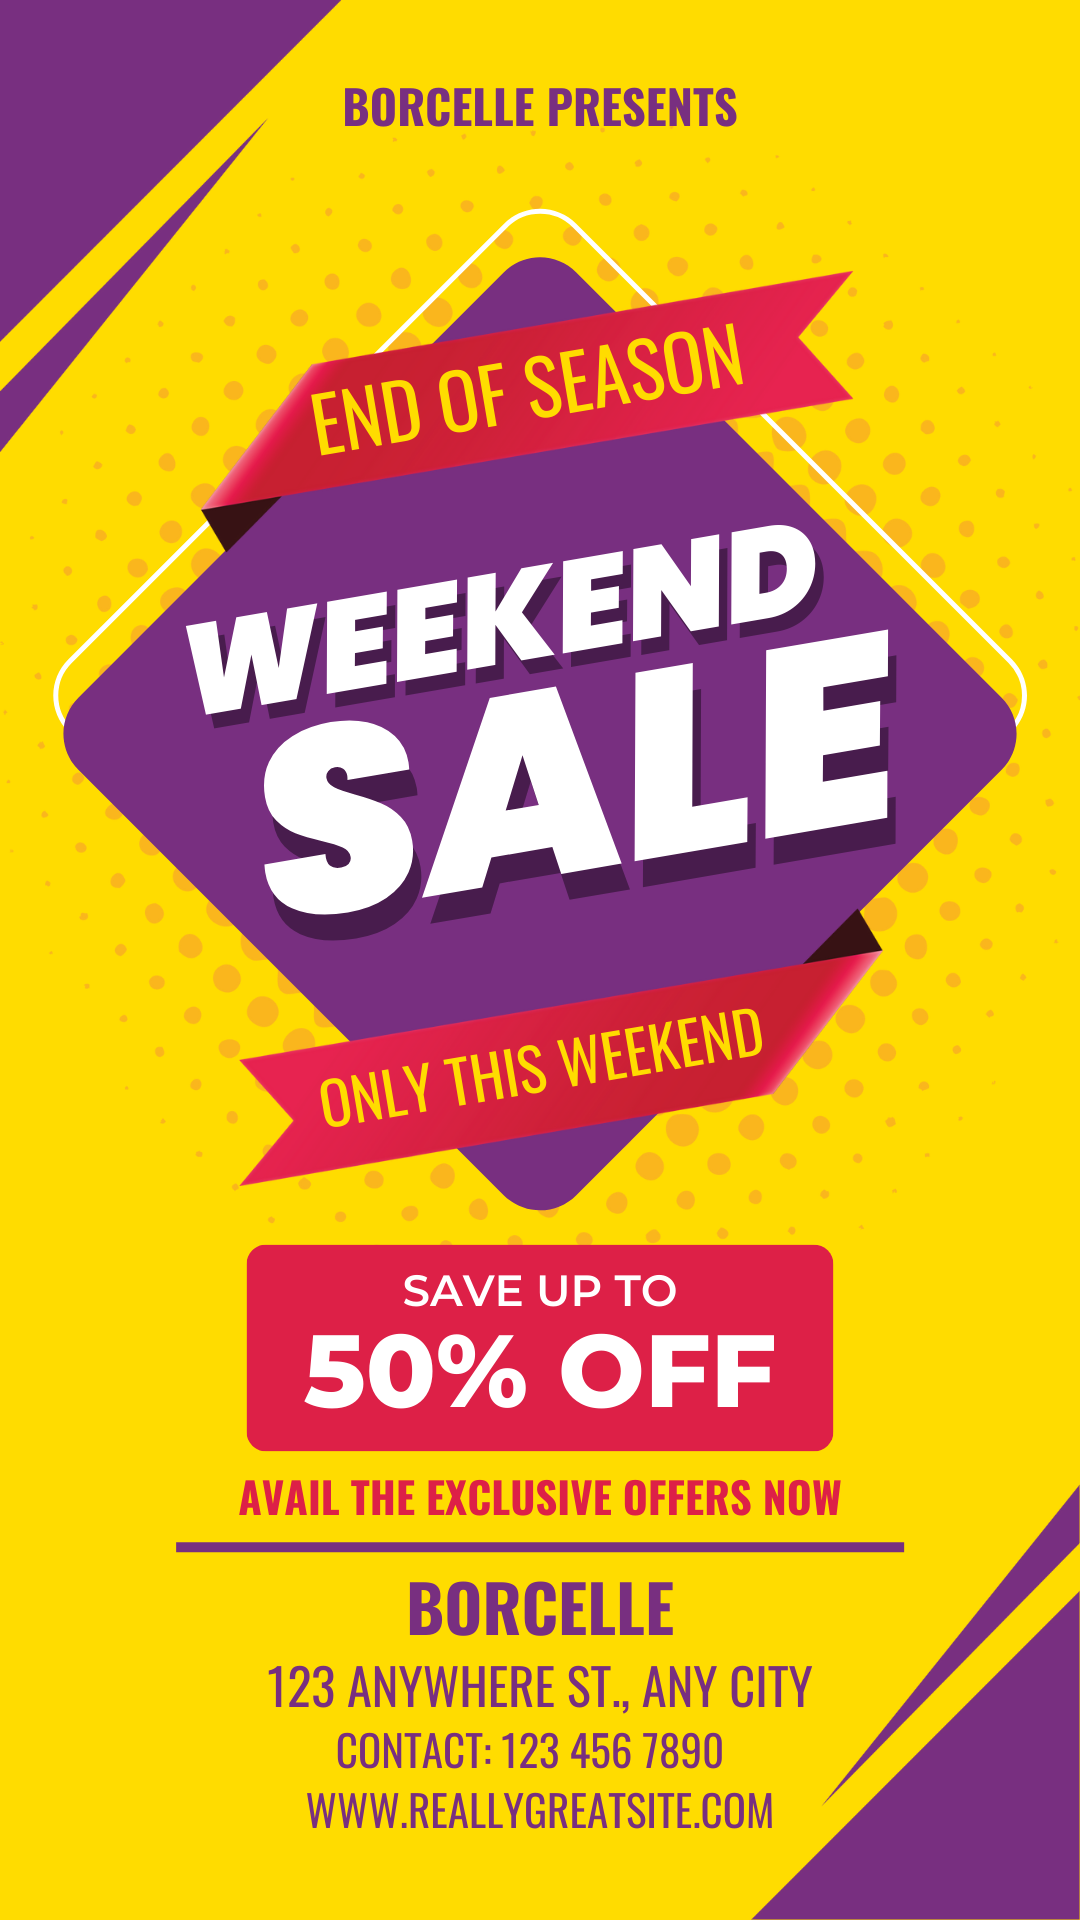 BORCELLE PRESENTS
END OF SEASON
WEEKEND
SALE
ONLY THIS WEEKEND
SAVE UP TO
50% OFF
AVAIL THE EXCLUSIVE OFFERS NOW
BORCELLE
123 ANYWHERE ST., ANY CITY
CONTACT: 123 456 7890
WWW.REALLYGREATSITE.COM